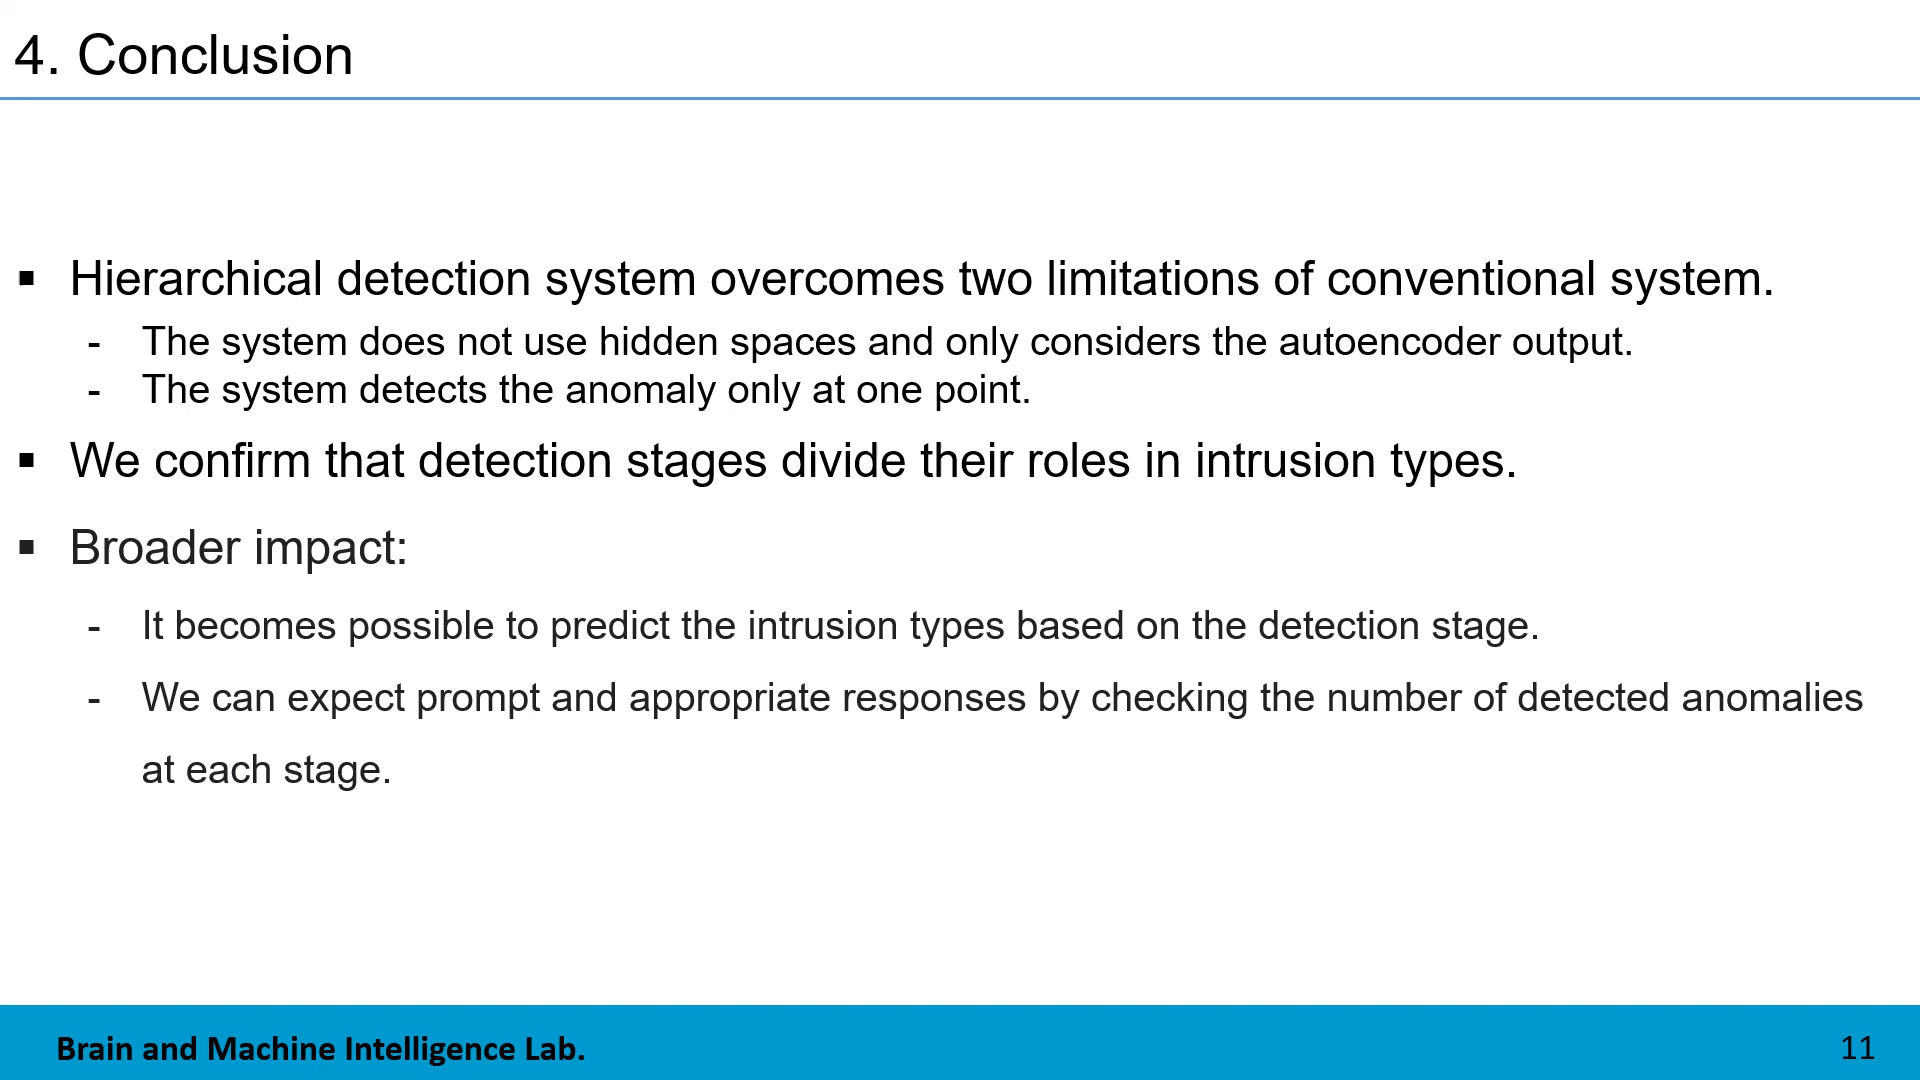 4. Conclusion
▪ Hierarchical detection system overcomes two limitations of conventional system.
- The system does not use hidden spaces and only considers the autoencoder output.
- The system detects the anomaly only at one point.
▪ We confirm that detection stages divide their roles in intrusion types.
▪ Broader impact:
- It becomes possible to predict the intrusion types based on the detection stage.
- We can expect prompt and appropriate responses by checking the number of detected anomalies
at each stage.
Brain and Machine Intelligence Lab.
11